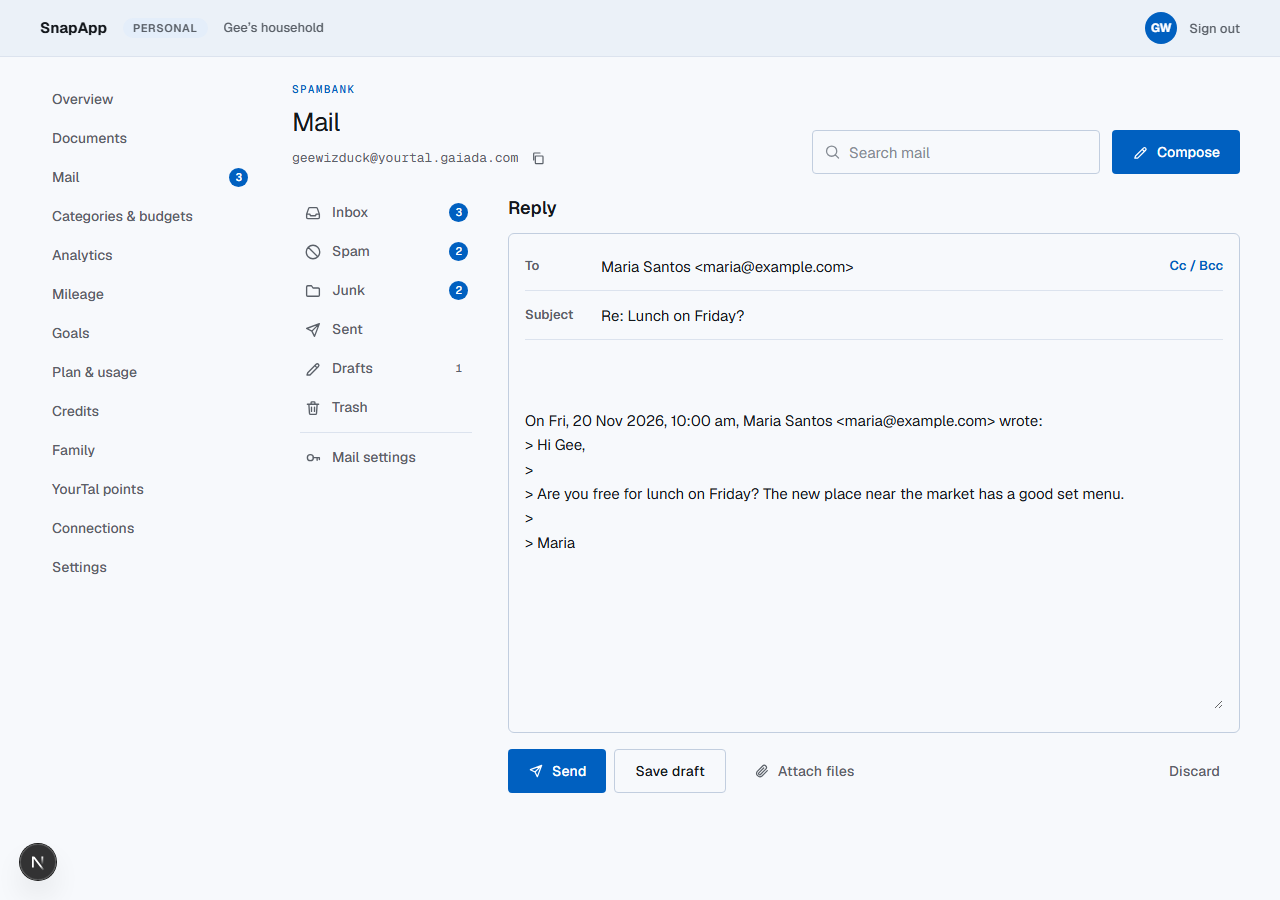 SnapApp PERSONAL Gee's household GW Sign out
Overview
Documents
Mail 3
Categories & budgets
Analytics
Mileage
Goals
Plan & usage
Credits
Family
YourTal points
Connections
Settings
SPAMBANK
Mail
geewizduck@yourtal.gaiada.com
Search mail
Compose
Inbox 3
Spam 2
Junk 2
Sent
Drafts 1
Trash
Mail settings
Reply
To Maria Santos <maria@example.com> Cc / Bcc
Subject Re: Lunch on Friday?
On Fri, 20 Nov 2026, 10:00 am, Maria Santos <maria@example.com> wrote:
> Hi Gee,
>
> Are you free for lunch on Friday? The new place near the market has a good set menu.
>
> Maria
Send Save draft Attach files Discard
N